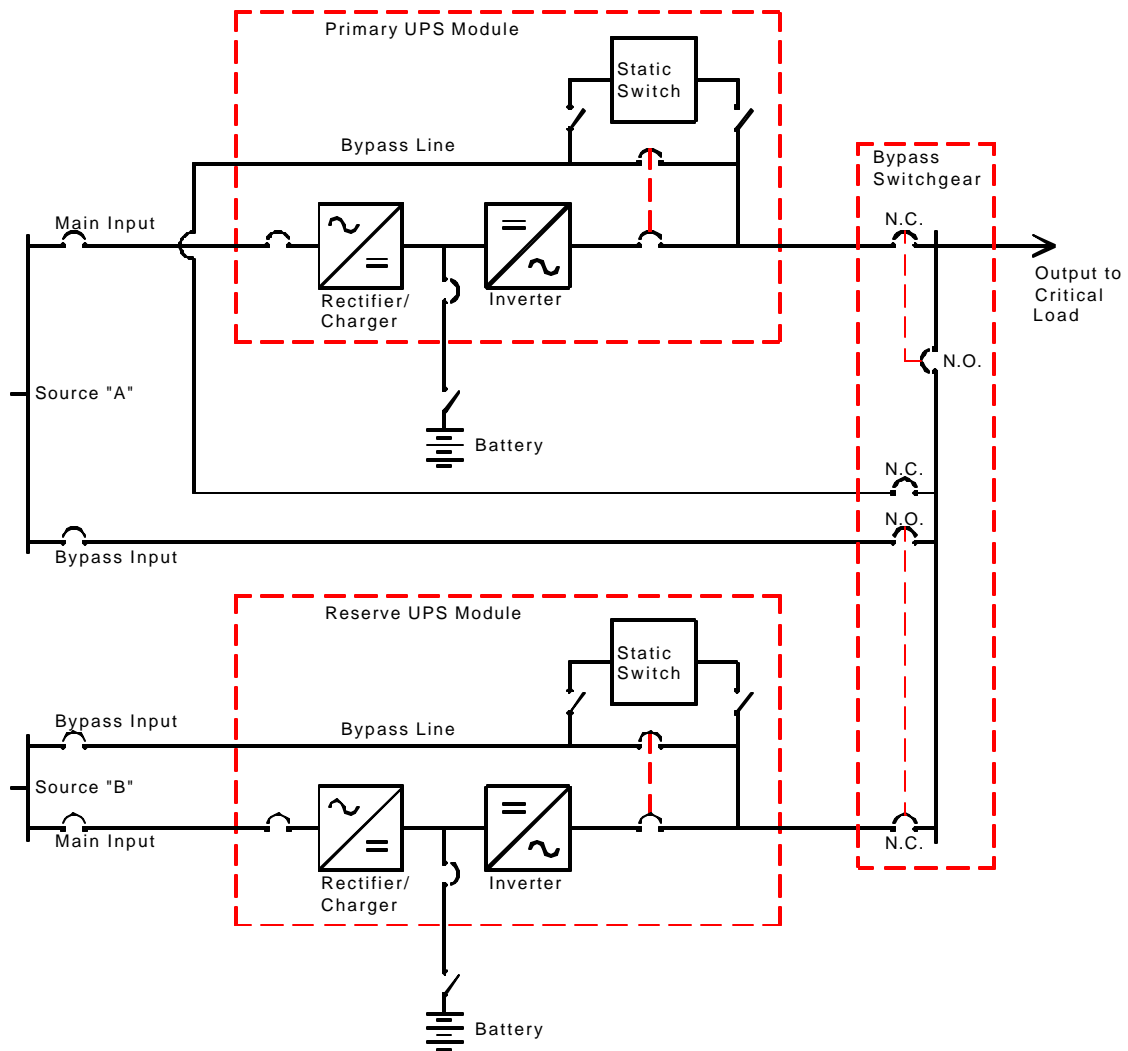 Primary UPS Module
Static
Switch
Bypass Line
Bypass
Switchgear
Main Input
N.C.
Rectifier/
Charger
Inverter
Output to
Critical
Load
N.O.
Source "A"
Battery
N.C.
N.O.
Bypass Input
Reserve UPS Module
Static
Switch
Bypass Input
Bypass Line
Source "B"
Main Input
N.C.
Rectifier/
Charger
Inverter
Battery